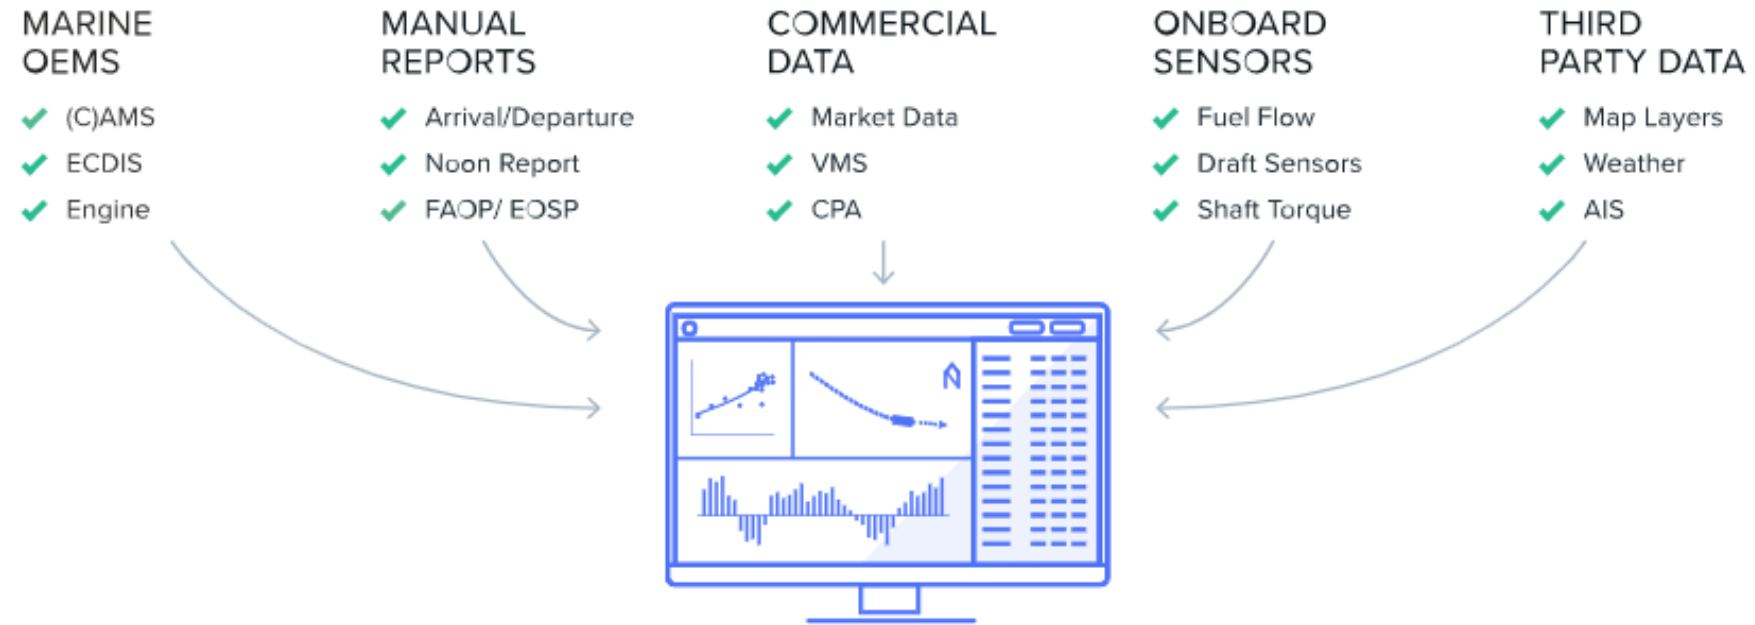 MARINE
OEMS
(C)AMS
ECDIS
Engine
MANUAL
REPORTS
Arrival/Departure
Noon Report
FAOP/ EOSP
COMMERCIAL
DATA
Market Data
VMS
CPA
ONBOARD
SENSORS
Fuel Flow
Draft Sensors
Shaft Torque
THIRD
PARTY DATA
Map Layers
Weather
AIS